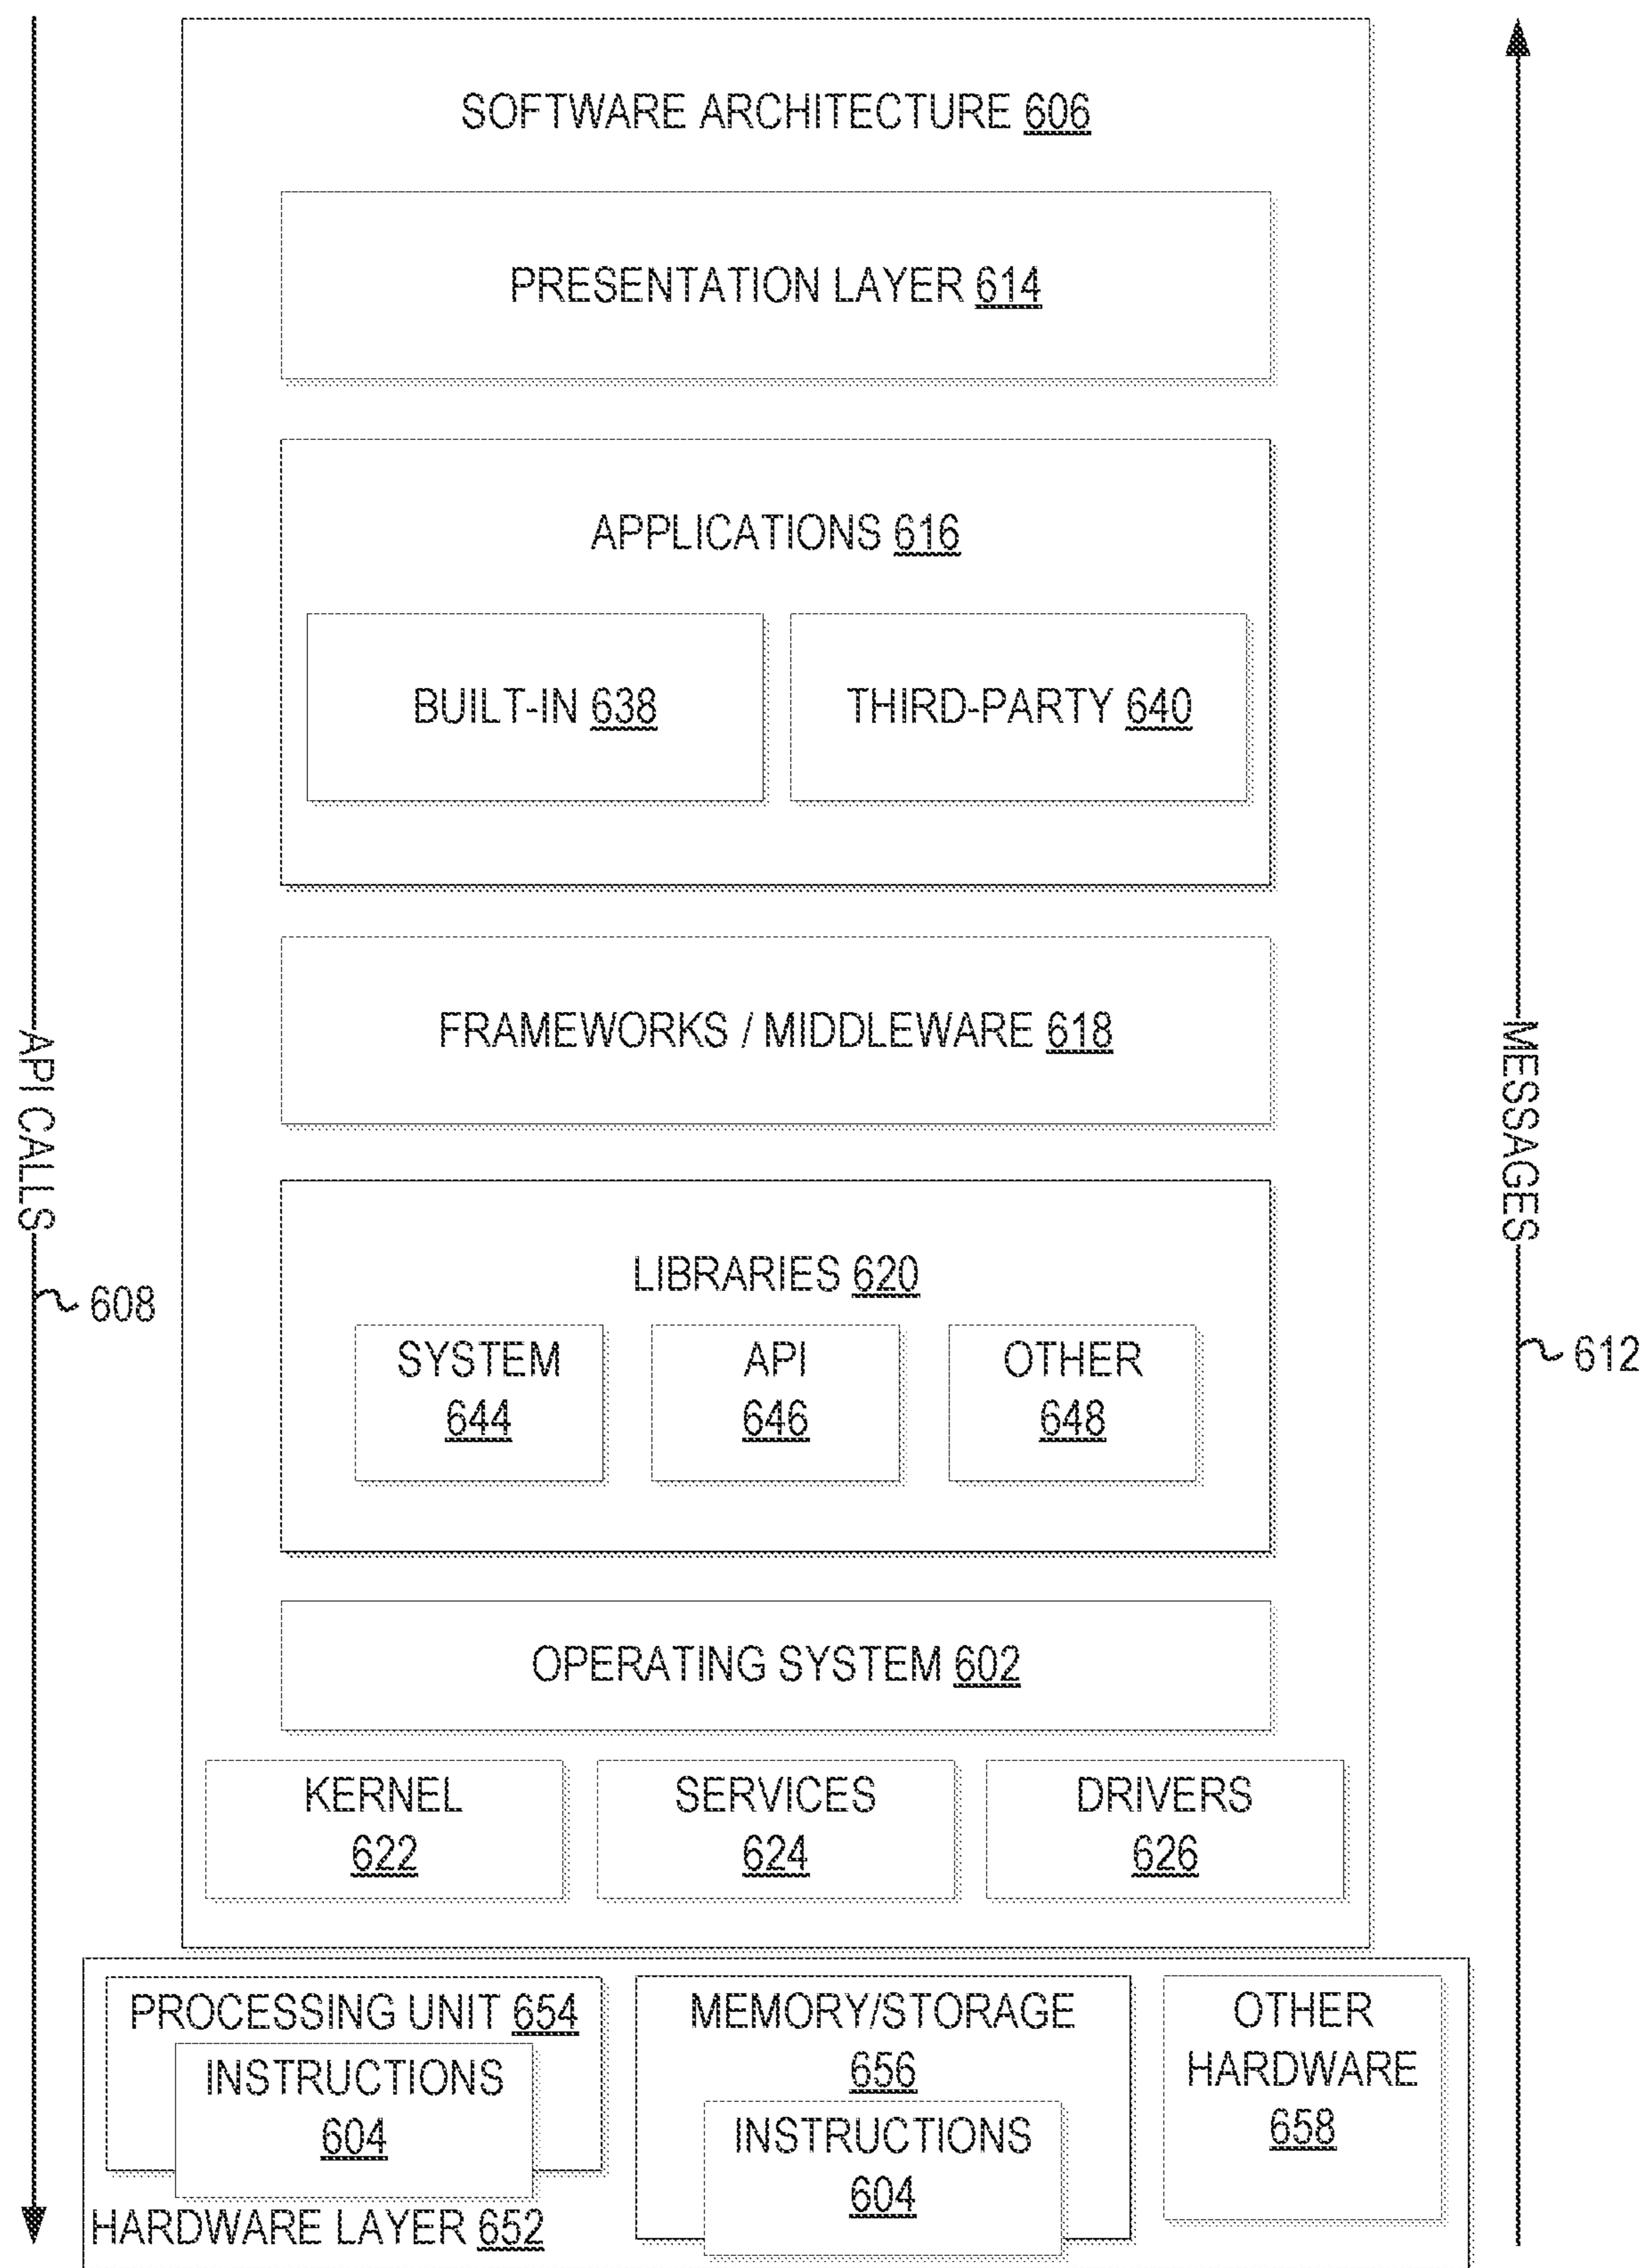 SOFTWARE ARCHITECTURE 606
PRESENTATION LAYER 614
APPLICATIONS 616
BUILT-IN 638
THIRD-PARTY 640
FRAMEWORKS / MIDDLEWARE 618
LIBRARIES 620
SYSTEM
644
API
646
OTHER
648
OPERATING SYSTEM 602
KERNEL
622
SERVICES
624
DRIVERS
626
PROCESSING UNIT 654
INSTRUCTIONS
604
MEMORY/STORAGE
656
INSTRUCTIONS
604
OTHER
HARDWARE
658
HARDWARE LAYER 652
API CALLS
608
MESSAGES
612